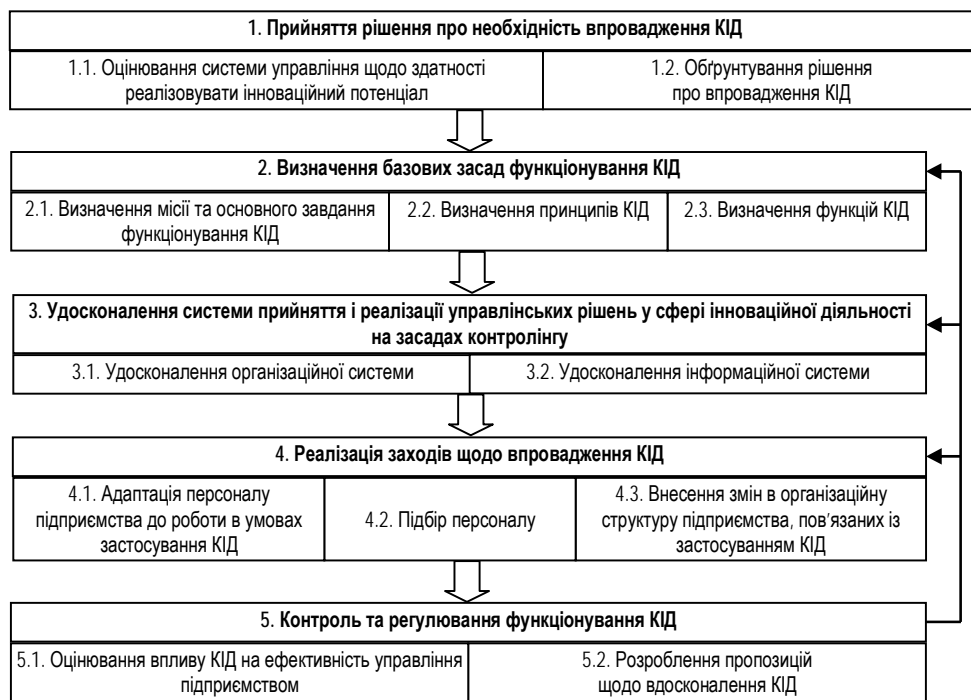 1. Прийняття рішення про необхідність впровадження КІД
1.1. Оцінювання системи управління щодо здатності
реалізовувати інноваційний потенціал
1.2. Обґрунтування рішення
про впровадження КІД
2. Визначення базових засад функціонування КІД
2.1. Визначення місії та основного завдання
функціонування КІД
2.2. Визначення принципів КІД
2.3. Визначення функцій КІД
3. Удосконалення системи прийняття і реалізації управлінських рішень у сфері інноваційної діяльності
на засадах контролінгу
3.1. Удосконалення організаційної системи
3.2. Удосконалення інформаційної системи
4. Реалізація заходів щодо впровадження КІД
4.1. Адаптація персоналу
підприємства до роботи в умовах
застосування КІД
4.2. Підбір персоналу
4.3. Внесення змін в організаційну
структуру підприємства, пов’язаних із
застосуванням КІД
5. Контроль та регулювання функціонування КІД
5.1. Оцінювання впливу КІД на ефективність управління
підприємством
5.2. Розроблення пропозицій
щодо вдосконалення КІД